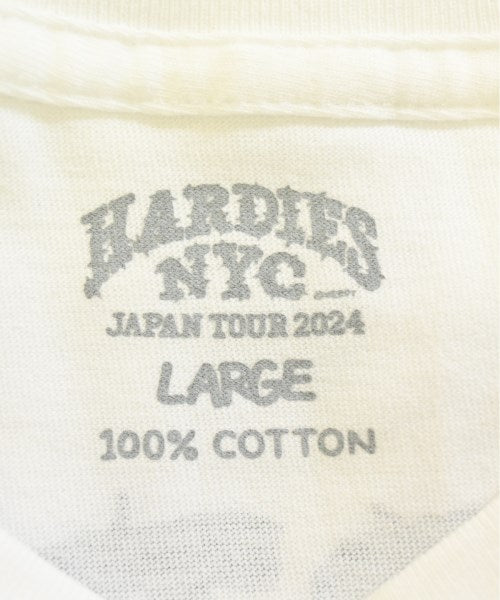 HARDIES
NYC
JAPAN TOUR 2024
LARGE
100% COTTON